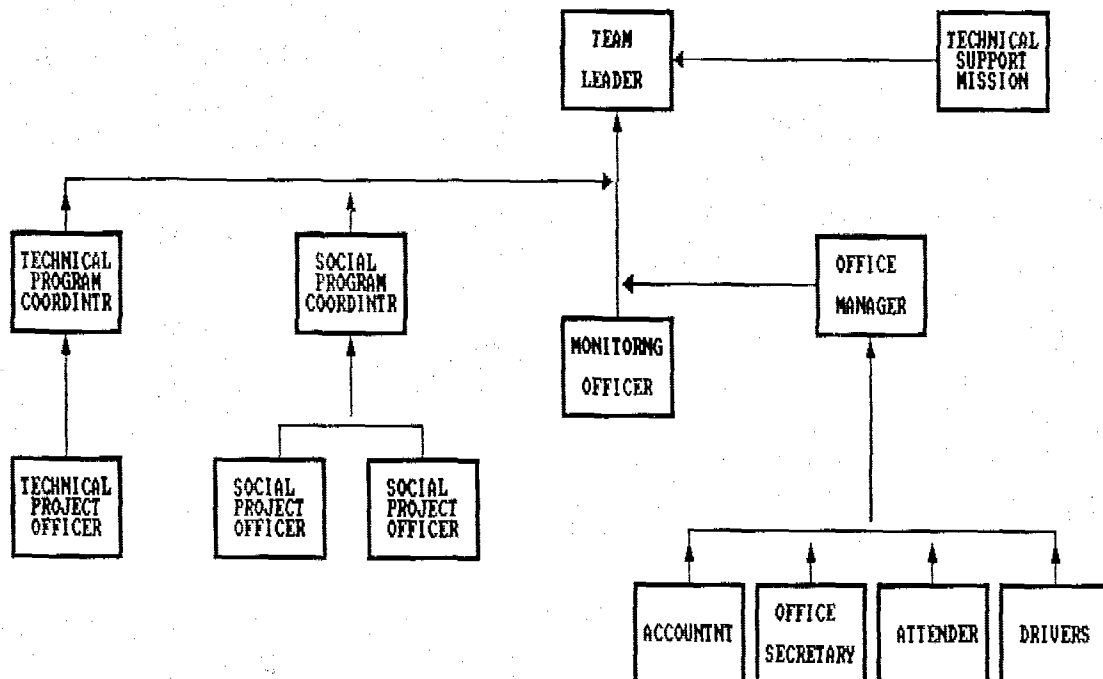 TEAM
LEADER
TECHNICAL
SUPPORT
MISSION
TECHNICAL
PROGRAM
COORDINTR
SOCIAL
PROGRAM
COORDINTR
OFFICE
MANAGER
MONITORNG
OFFICER
TECHNICAL
PROJECT
OFFICER
SOCIAL
PROJECT
OFFICER
SOCIAL
PROJECT
OFFICER
ACCOUNTNT
OFFICE
SECRETARY
ATTENDER
DRIVERS